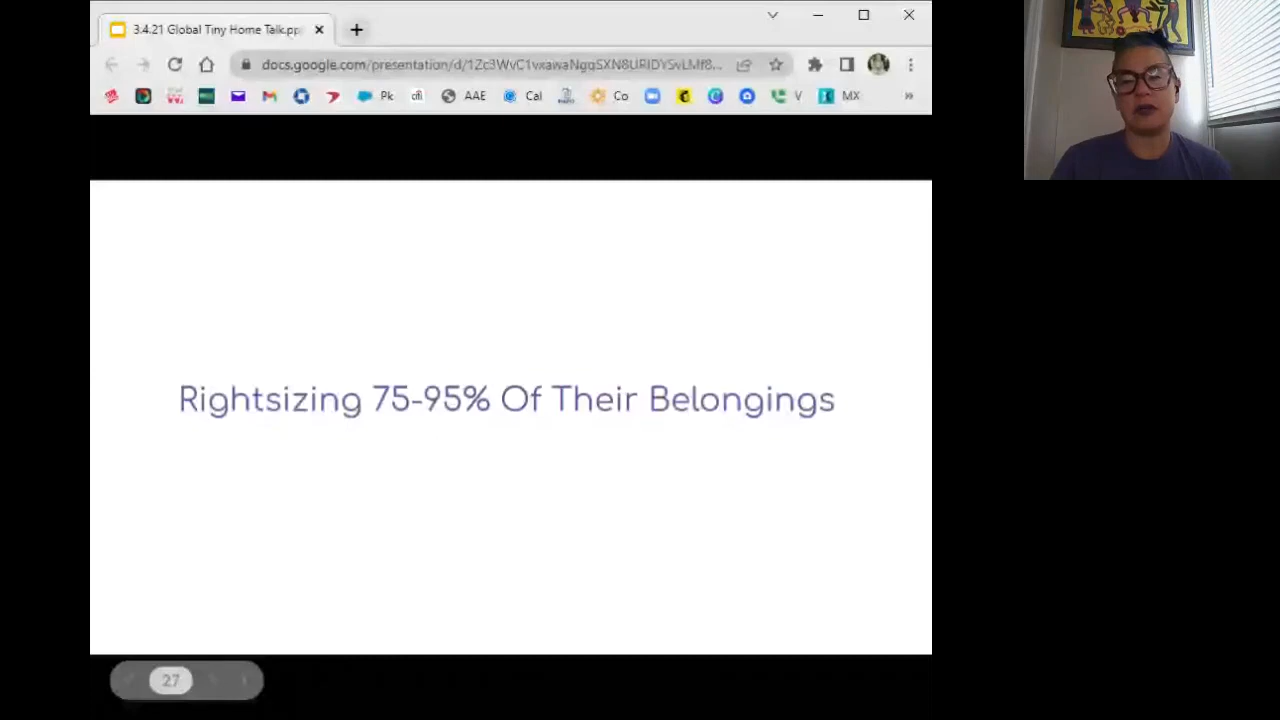 3.4.21 Global Tiny Home Talk.pp
docs.google.com/presentation/d/
Pk
AAE
Cal
Co
V
MX
»
Rightsizing 75-95% Of Their Belongings
27